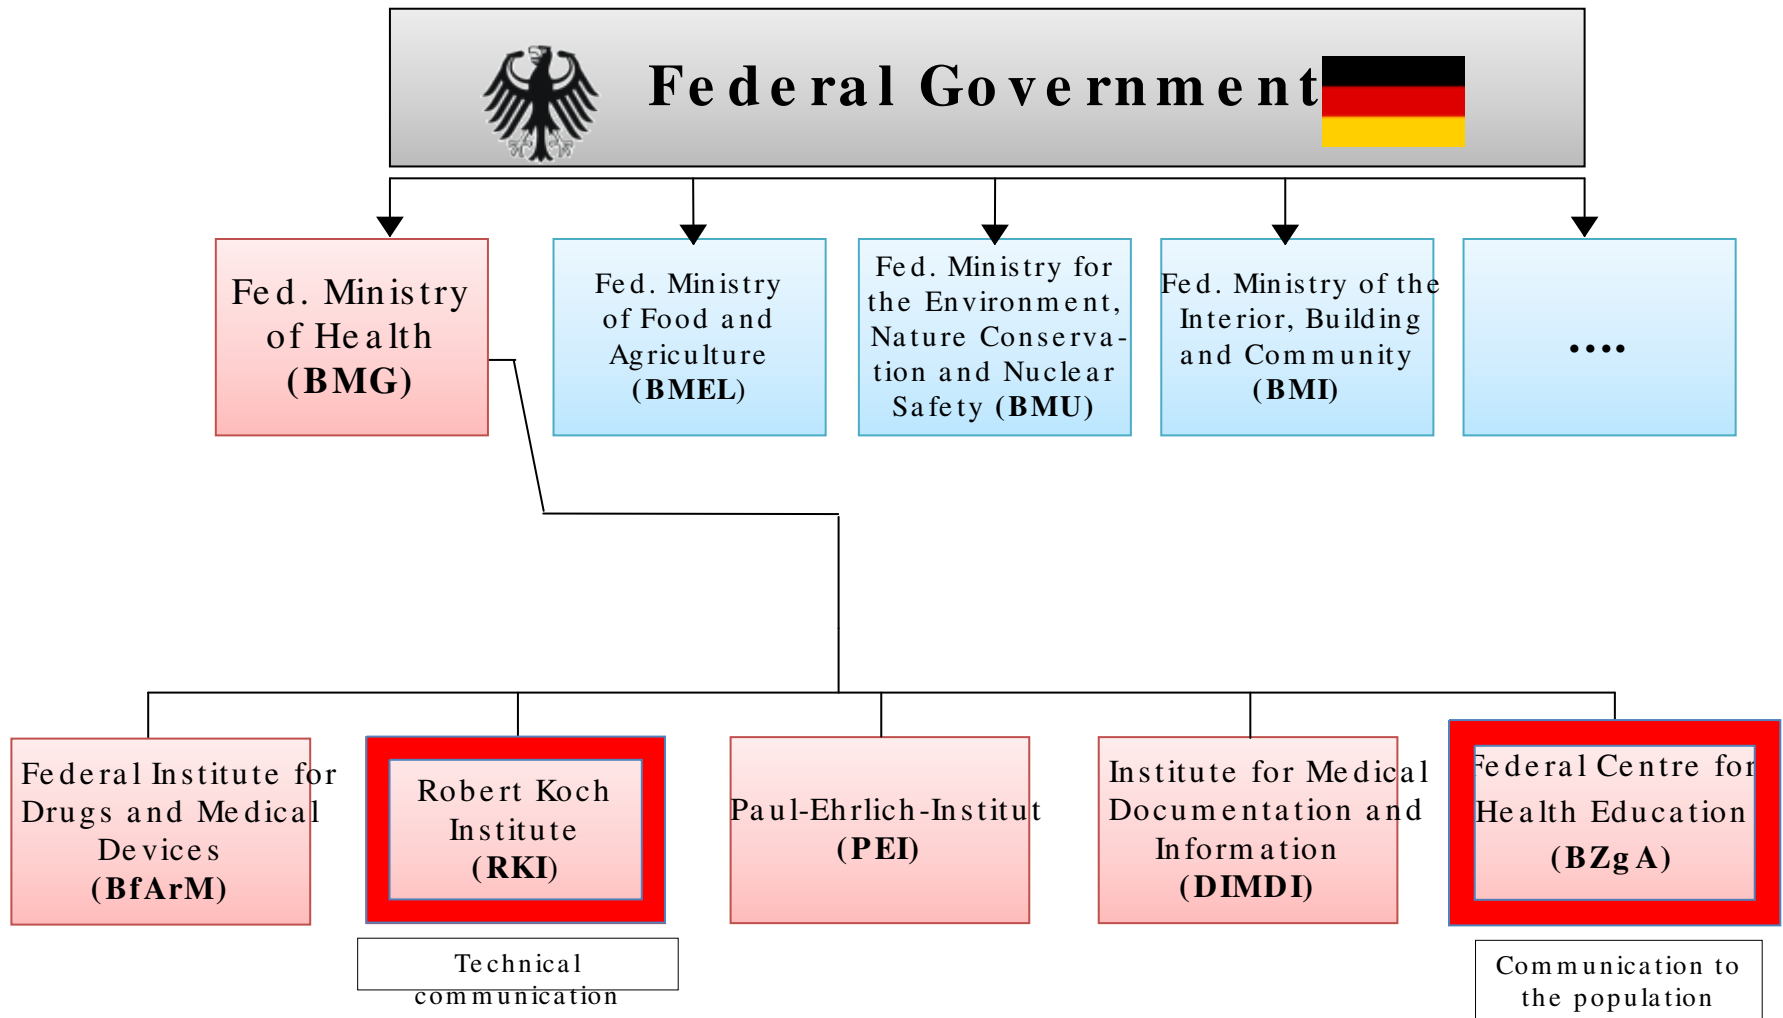 Federal Government
Fed. Ministry
of Health
(BMG)
Fed. Ministry
of Food and
Agriculture
(BMEL)
Fed. Ministry for
the Environment,
Nature Conserva-
tion and Nuclear
Safety (BMU)
Fed. Ministry of the
Interior, Building
and Community
(BMI)
....
Federal Institute for
Drugs and Medical
Devices
(BfArM)
Robert Koch
Institute
(RKI)
Paul-Ehrlich-Institut
(PEI)
Institute for Medical
Documentation and
Information
(DIMDI)
Federal Centre for
Health Education
(BZgA)
Technical
communication
Communication to
the population